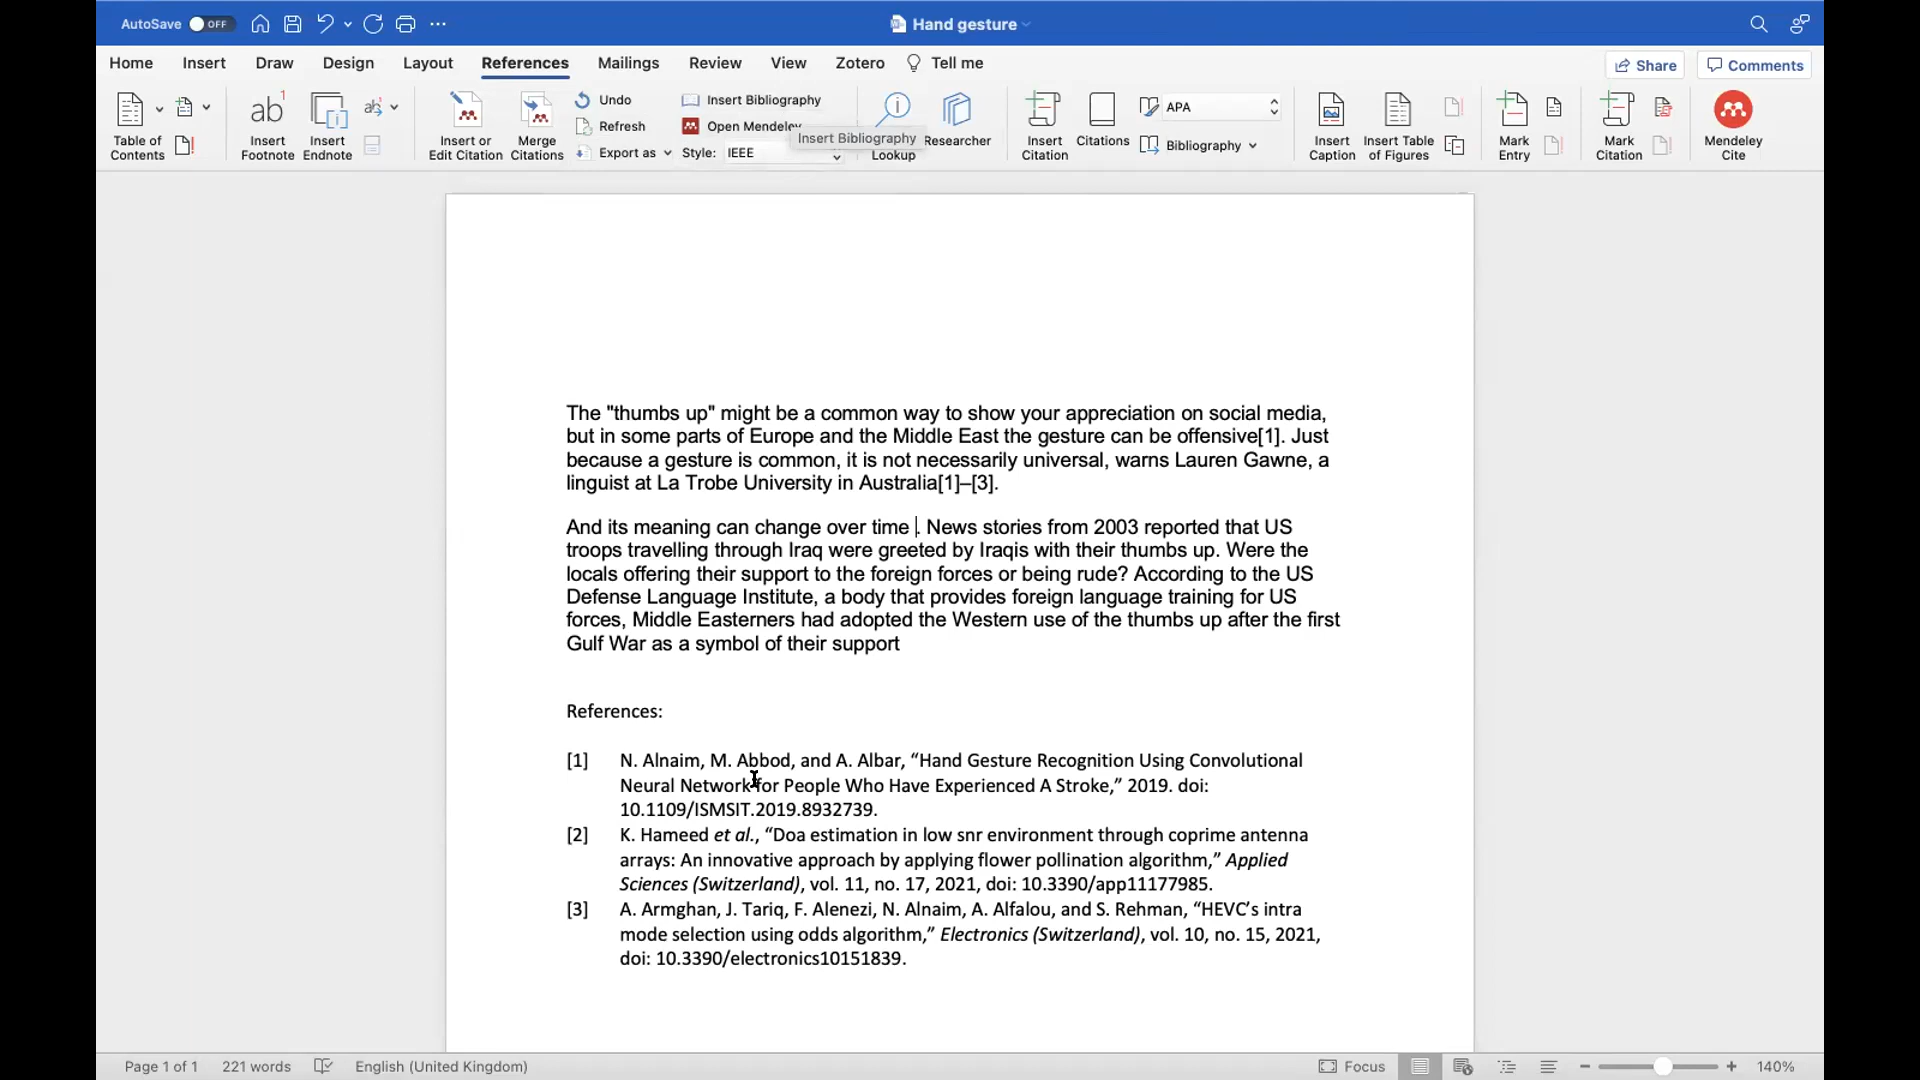 AutoSave OFF Hand gesture
Home Insert Draw Design Layout References Mailings Review View Zotero Tell me Share Comments
Table of Contents
Insert Footnote
Insert Endnote
Insert or Edit Citation
Merge Citations
Undo
Refresh
Export as
Insert Bibliography
Open Mendeley
Style: IEEE
Insert Bibliography
Lookup
Researcher
Insert Citation
Citations
APA
Bibliography
Insert Caption
Insert Table of Figures
Mark Entry
Mark Citation
Mendeley Cite
The "thumbs up" might be a common way to show your appreciation on social media,
but in some parts of Europe and the Middle East the gesture can be offensive[1]. Just
because a gesture is common, it is not necessarily universal, warns Lauren Gawne, a
linguist at La Trobe University in Australia[1]–[3].
And its meaning can change over time . News stories from 2003 reported that US
troops travelling through Iraq were greeted by Iraqis with their thumbs up. Were the
locals offering their support to the foreign forces or being rude? According to the US
Defense Language Institute, a body that provides foreign language training for US
forces, Middle Easterners had adopted the Western use of the thumbs up after the first
Gulf War as a symbol of their support
References:
[1] N. Alnaim, M. Abbod, and A. Albar, “Hand Gesture Recognition Using Convolutional
Neural Network for People Who Have Experienced A Stroke,” 2019. doi:
10.1109/ISMSIT.2019.8932739.
[2] K. Hameed et al., “Doa estimation in low snr environment through coprime antenna
arrays: An innovative approach by applying flower pollination algorithm,” Applied
Sciences (Switzerland), vol. 11, no. 17, 2021, doi: 10.3390/app11177985.
[3] A. Armghan, J. Tariq, F. Alenezi, N. Alnaim, A. Alfalou, and S. Rehman, “HEVC’s intra
mode selection using odds algorithm,” Electronics (Switzerland), vol. 10, no. 15, 2021,
doi: 10.3390/electronics10151839.
Page 1 of 1 221 words English (United Kingdom) Focus 140%